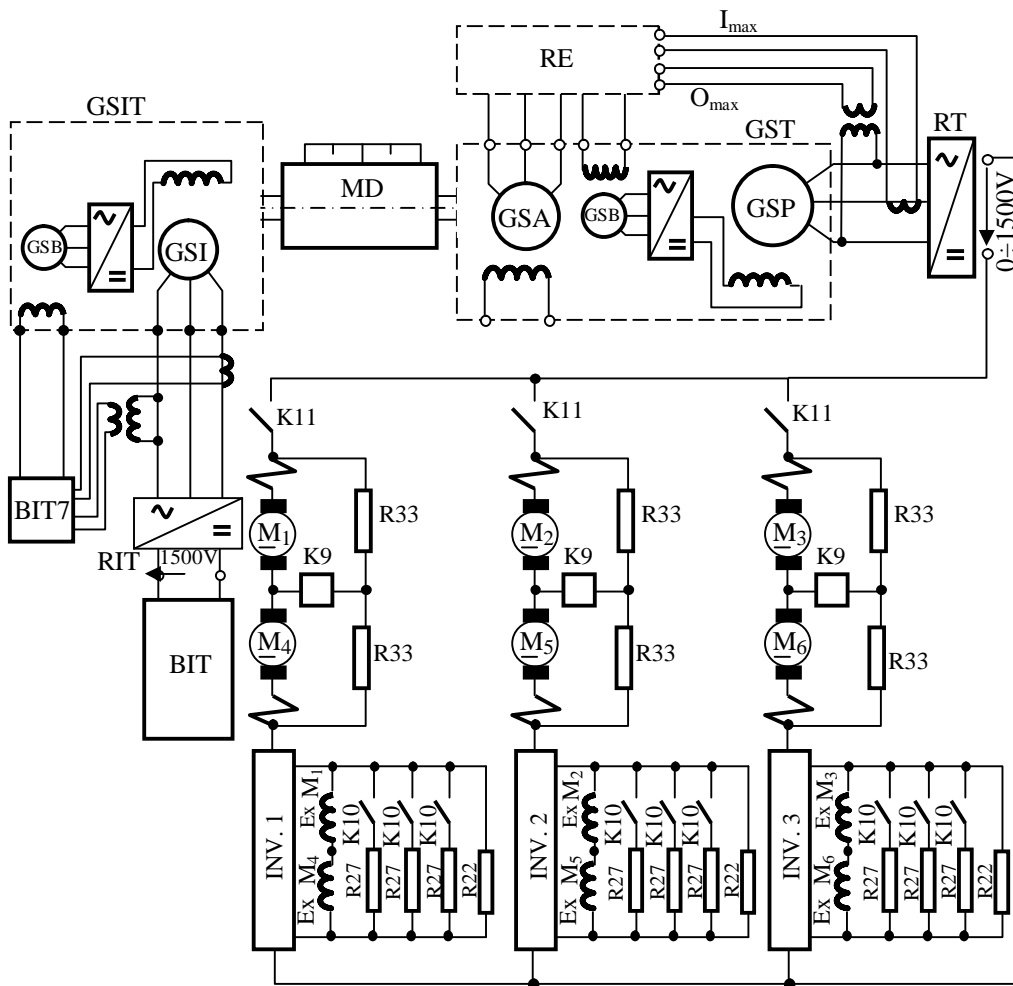 I max
RE
O max
GSIT
GST
RT
MD
GSB
GSI
GSA
GSB
GSP
0÷1500V
K11
K11
K11
BIT7
RIT
1500V
BIT
M1
R33
K9
M4
R33
M2
R33
K9
M5
R33
M3
R33
K9
M6
R33
INV. 1
Ex M1
Ex M4
K10
K10
K10
R27
R27
R27
R22
INV. 2
Ex M2
Ex M5
K10
K10
K10
R27
R27
R27
R22
INV. 3
Ex M3
Ex M6
K10
K10
K10
R27
R27
R27
R22